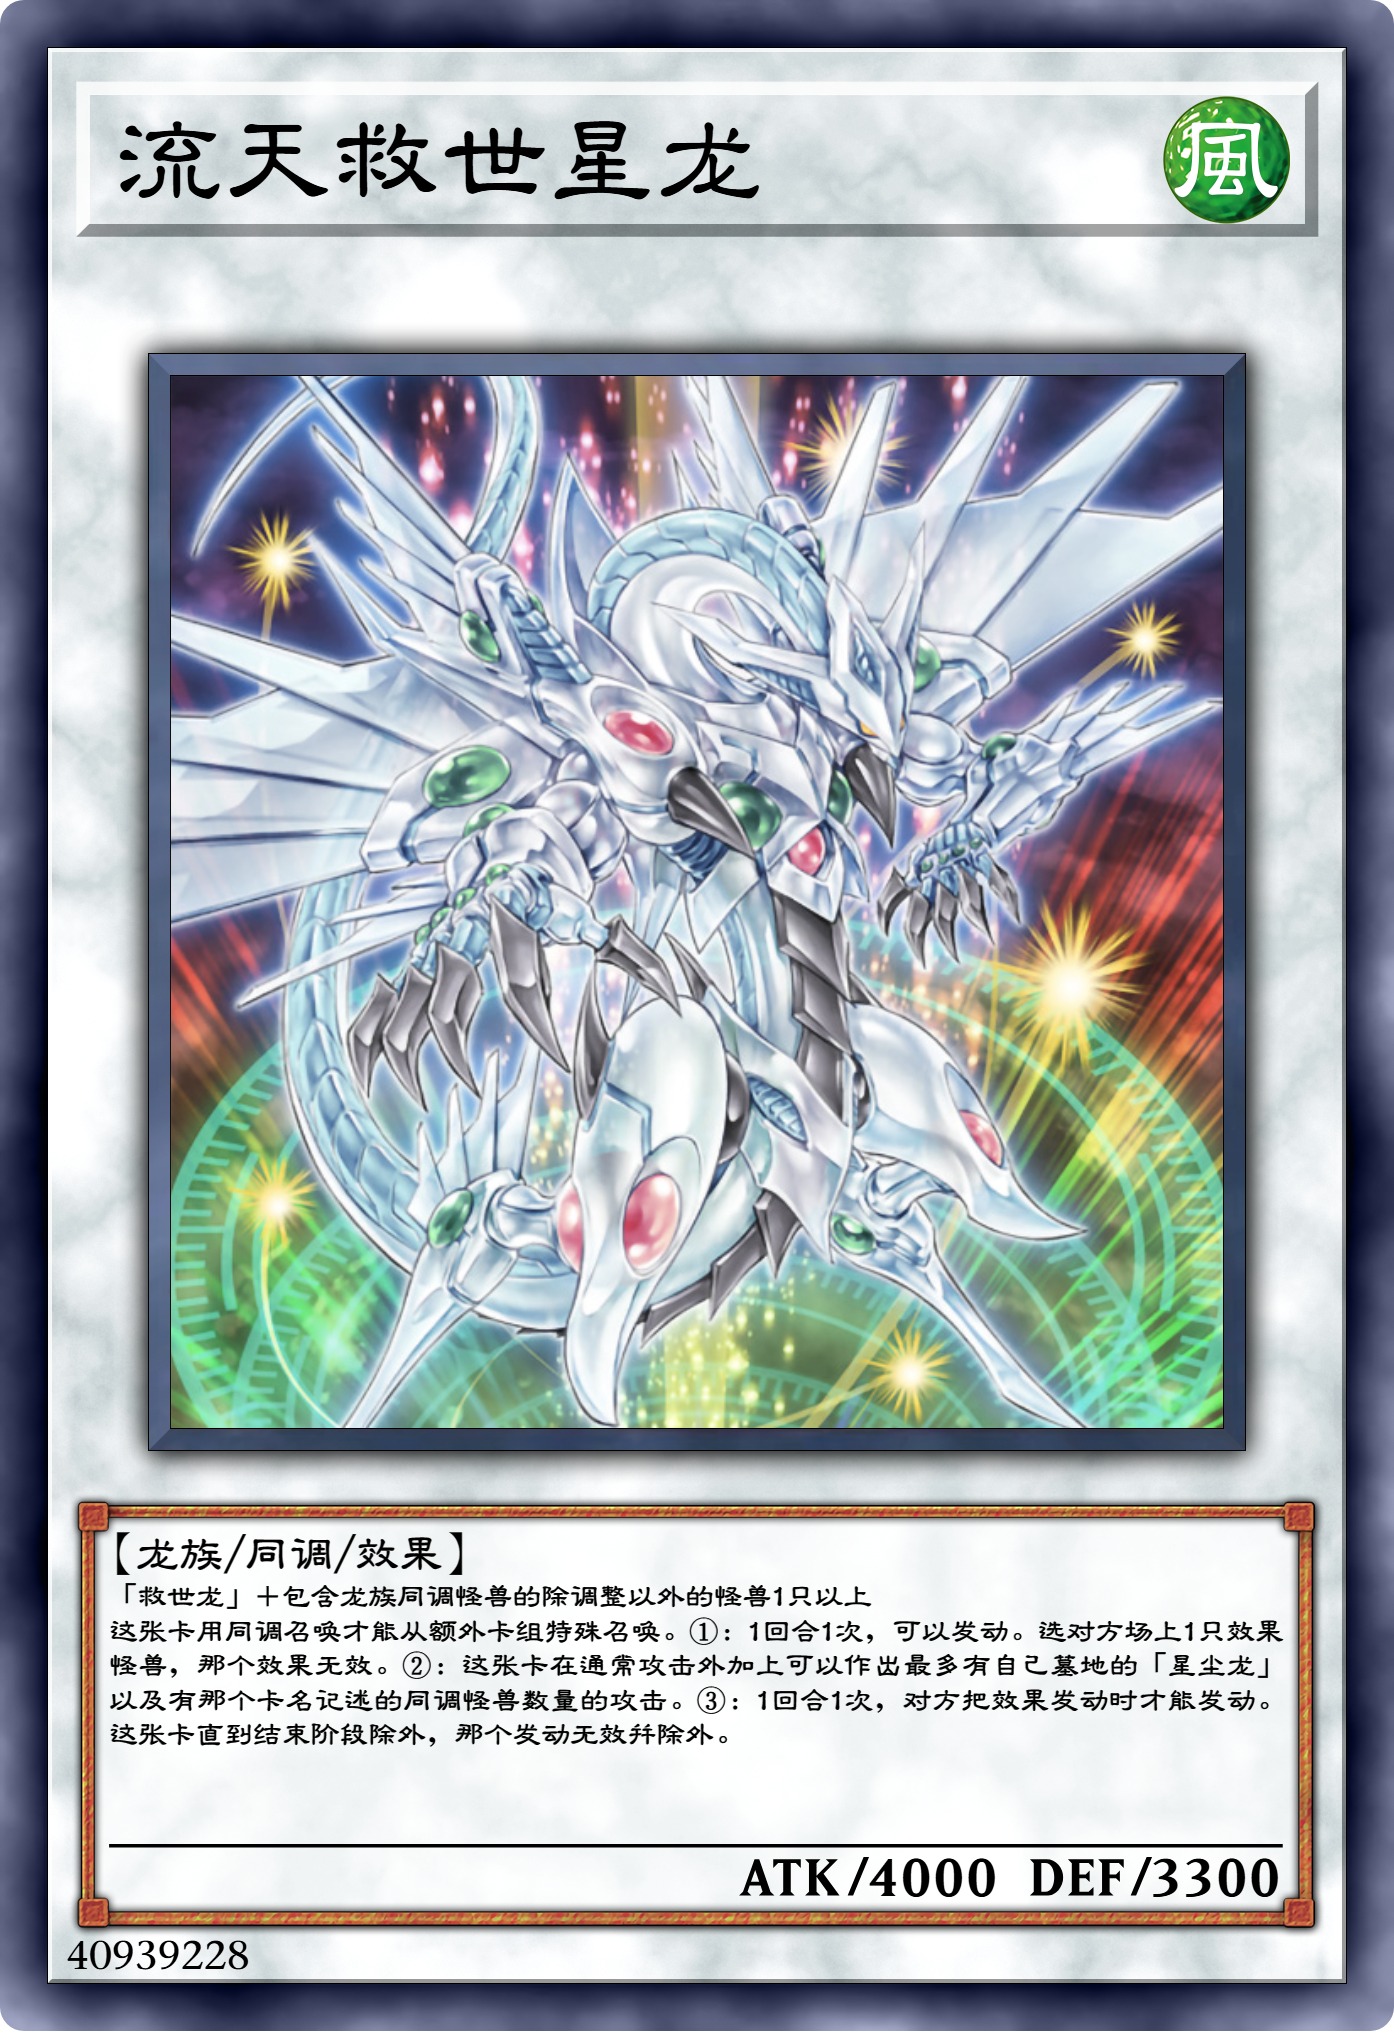 流天救世星龙
風
【龙族/同调/效果】
「救世龙」＋包含龙族同调怪兽的除调整以外的怪兽1只以上
这张卡用同调召唤才能从额外卡组特殊召唤。①：1回合1次，可以发动。选对方场上1只效果
怪兽，那个效果无效。②：这张卡在通常攻击外加上可以作出最多有自己墓地的「星尘龙」
以及有那个卡名记述的同调怪兽数量的攻击。③：1回合1次，对方把效果发动时才能发动。
这张卡直到结束阶段除外，那个发动无效并除外。
ATK/4000 DEF/3300
40939228